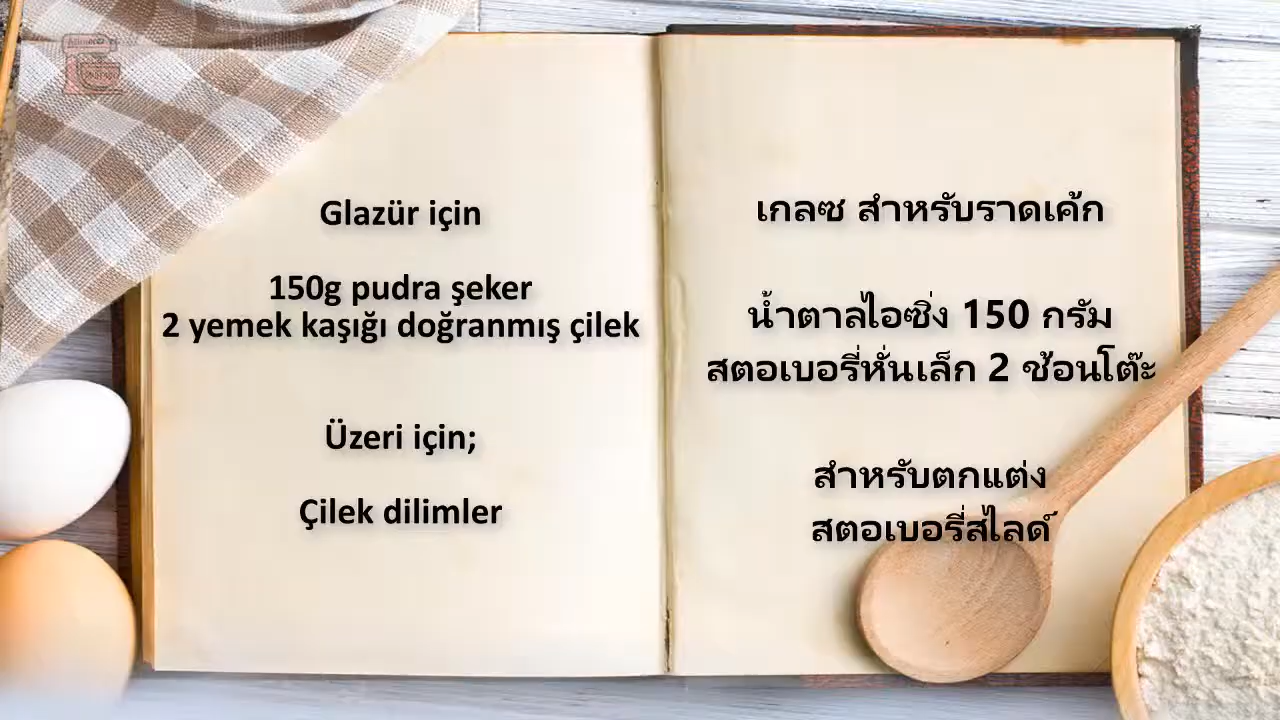 Glazür için
150g pudra şeker
2 yemek kaşığı doğranmış çilek
Üzeri için;
Çilek dilimler
เกลซ สำหรับราดเค้ก
น้ำตาลไอซิ่ง 150 กรัม
สตอเบอรี่หั่นเล็ก 2 ช้อนโต๊ะ
สำหรับตกแต่ง
สตอเบอรี่สไลด์